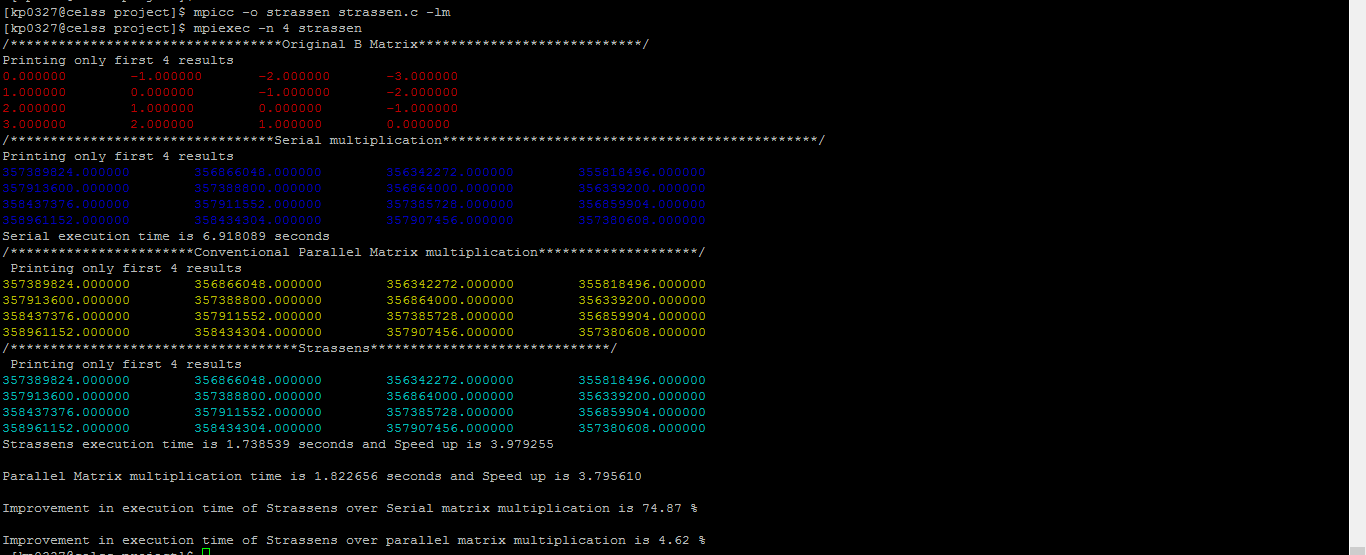 [kp0327@celss project]$ mpicc -o strassen strassen.c -lm
[kp0327@celss project]$ mpiexec -n 4 strassen
/**********************************Original B Matrix****************************/
Printing only first 4 results
0.000000 -1.000000 -2.000000 -3.000000
1.000000 0.000000 -1.000000 -2.000000
2.000000 1.000000 0.000000 -1.000000
3.000000 2.000000 1.000000 0.000000
/*********************************Serial multiplication***********************************************/
Printing only first 4 results
357389824.000000 356866048.000000 356342272.000000 355818496.000000
357913600.000000 357388800.000000 356864000.000000 356339200.000000
358437376.000000 357911552.000000 357385728.000000 356859904.000000
358961152.000000 358434304.000000 357907456.000000 357380608.000000
Serial execution time is 6.918089 seconds
/***********************Conventional Parallel Matrix multiplication********************/
Printing only first 4 results
357389824.000000 356866048.000000 356342272.000000 355818496.000000
357913600.000000 357388800.000000 356864000.000000 356339200.000000
358437376.000000 357911552.000000 357385728.000000 356859904.000000
358961152.000000 358434304.000000 357907456.000000 357380608.000000
/************************************Strassens******************************/
Printing only first 4 results
357389824.000000 356866048.000000 356342272.000000 355818496.000000
357913600.000000 357388800.000000 356864000.000000 356339200.000000
358437376.000000 357911552.000000 357385728.000000 356859904.000000
358961152.000000 358434304.000000 357907456.000000 357380608.000000
Strassens execution time is 1.738539 seconds and Speed up is 3.979255
Parallel Matrix multiplication time is 1.822656 seconds and Speed up is 3.795610
Improvement in execution time of Strassens over Serial matrix multiplication is 74.87 %
Improvement in execution time of Strassens over parallel matrix multiplication is 4.62 %
[kp0327@celss project]$